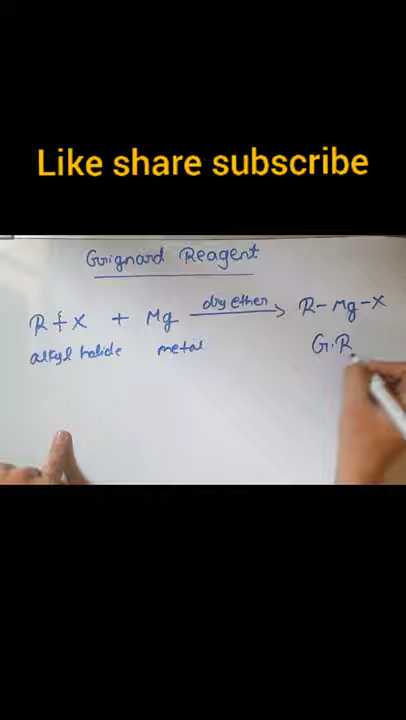 Like share subscribe
Grignard Reagent
R-X + Mg dry ether → R-Mg-X
alkyl halide metal G.R